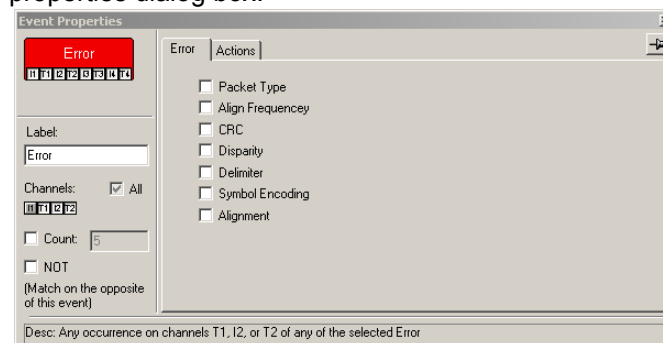 properties dialog box.
Event Properties
Error
I1 T1 I2 T2 I3 T3 I4 T4
Label:
Error
Channels: All
I1 T1 I2 T2
Count: 5
NOT
(Match on the opposite
of this event)
Error Actions
Packet Type
Align Frequencey
CRC
Disparity
Delimiter
Symbol Encoding
Alignment
Desc: Any occurrence on channels T1, I2, or T2 of any of the selected Error